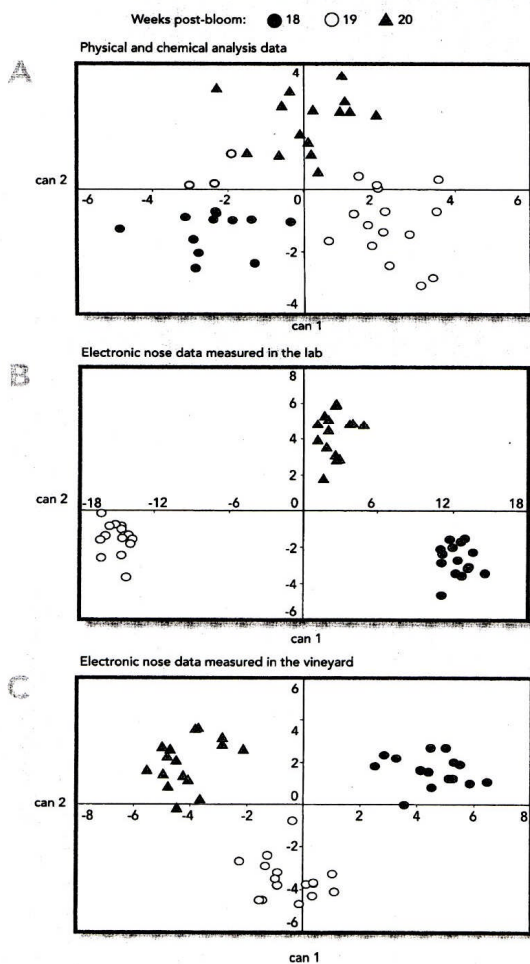 Weeks post-bloom: 18 19 20
Physical and chemical analysis data
A
4
can 2
-6 -4 -2 0 2 4 6
-2
-4
can 1
Electronic nose data measured in the lab
B
8
6
4
2
can 2
-18 -12 -6 0 6 12 18
-2
-4
-6
can 1
Electronic nose data measured in the vineyard
C
6
4
2
can 2
-8 -6 -4 -2 0 2 4 6 8
-2
-4
-6
can 1